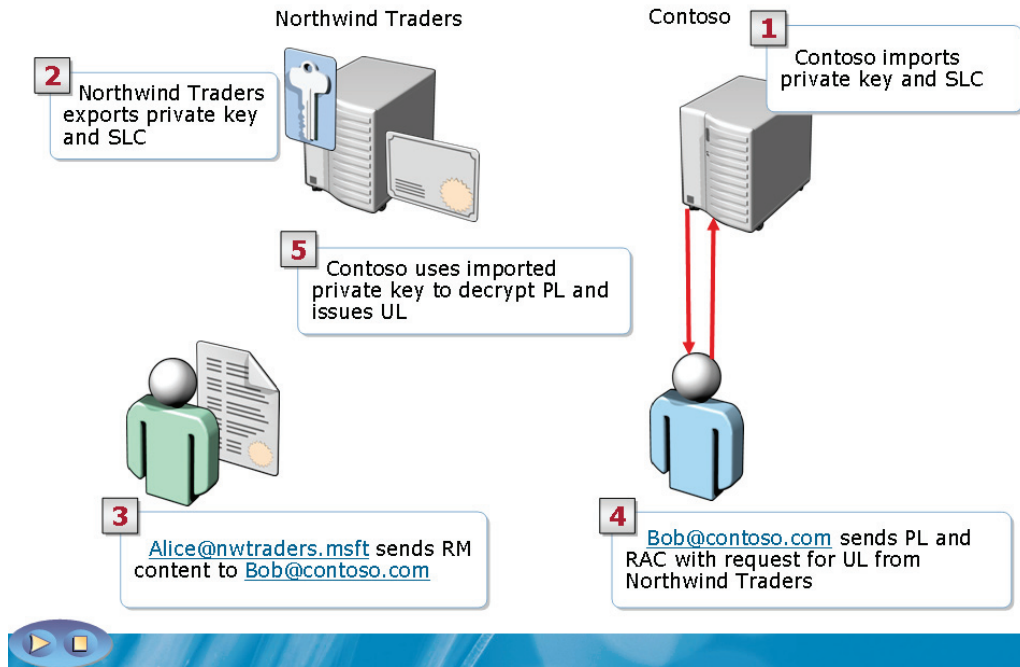 Northwind Traders
Contoso
1
Contoso imports
private key and SLC
2
Northwind Traders
exports private key
and SLC
5
Contoso uses imported
private key to decrypt PL and
issues UL
3
Alice@nwtraders.msft sends RM
content to Bob@contoso.com
4
Bob@contoso.com sends PL and
RAC with request for UL from
Northwind Traders